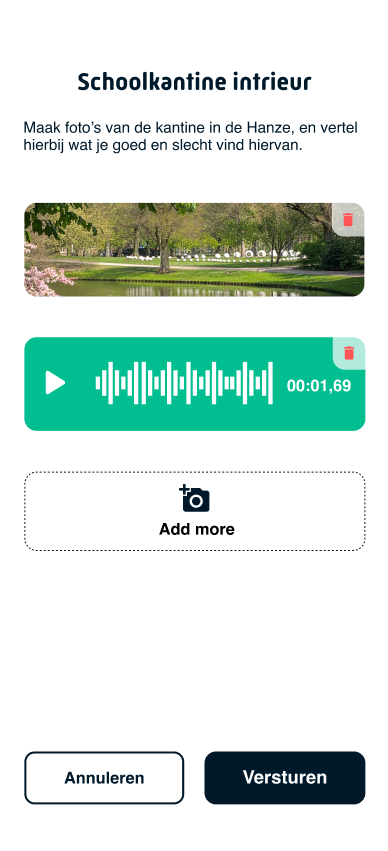 Schoolkantine intrieur
Maak foto’s van de kantine in de Hanze, en vertel
hierbij wat je goed en slecht vind hiervan.
00:01,69
Add more
Annuleren
Versturen